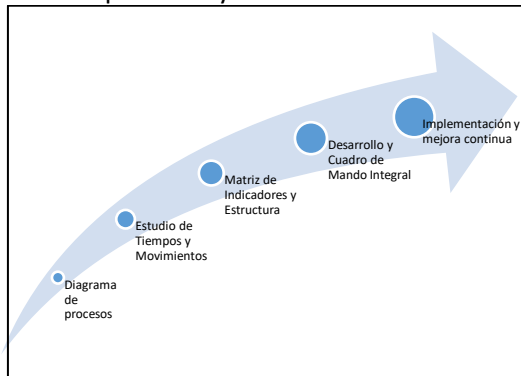 Diagrama
de
procesos
Estudio de
Tiempos y
Movimientos
Matriz de
Indicadores y
Estructura
Desarrollo y
Cuadro de
Mando Integral
Implementación y
mejora continua